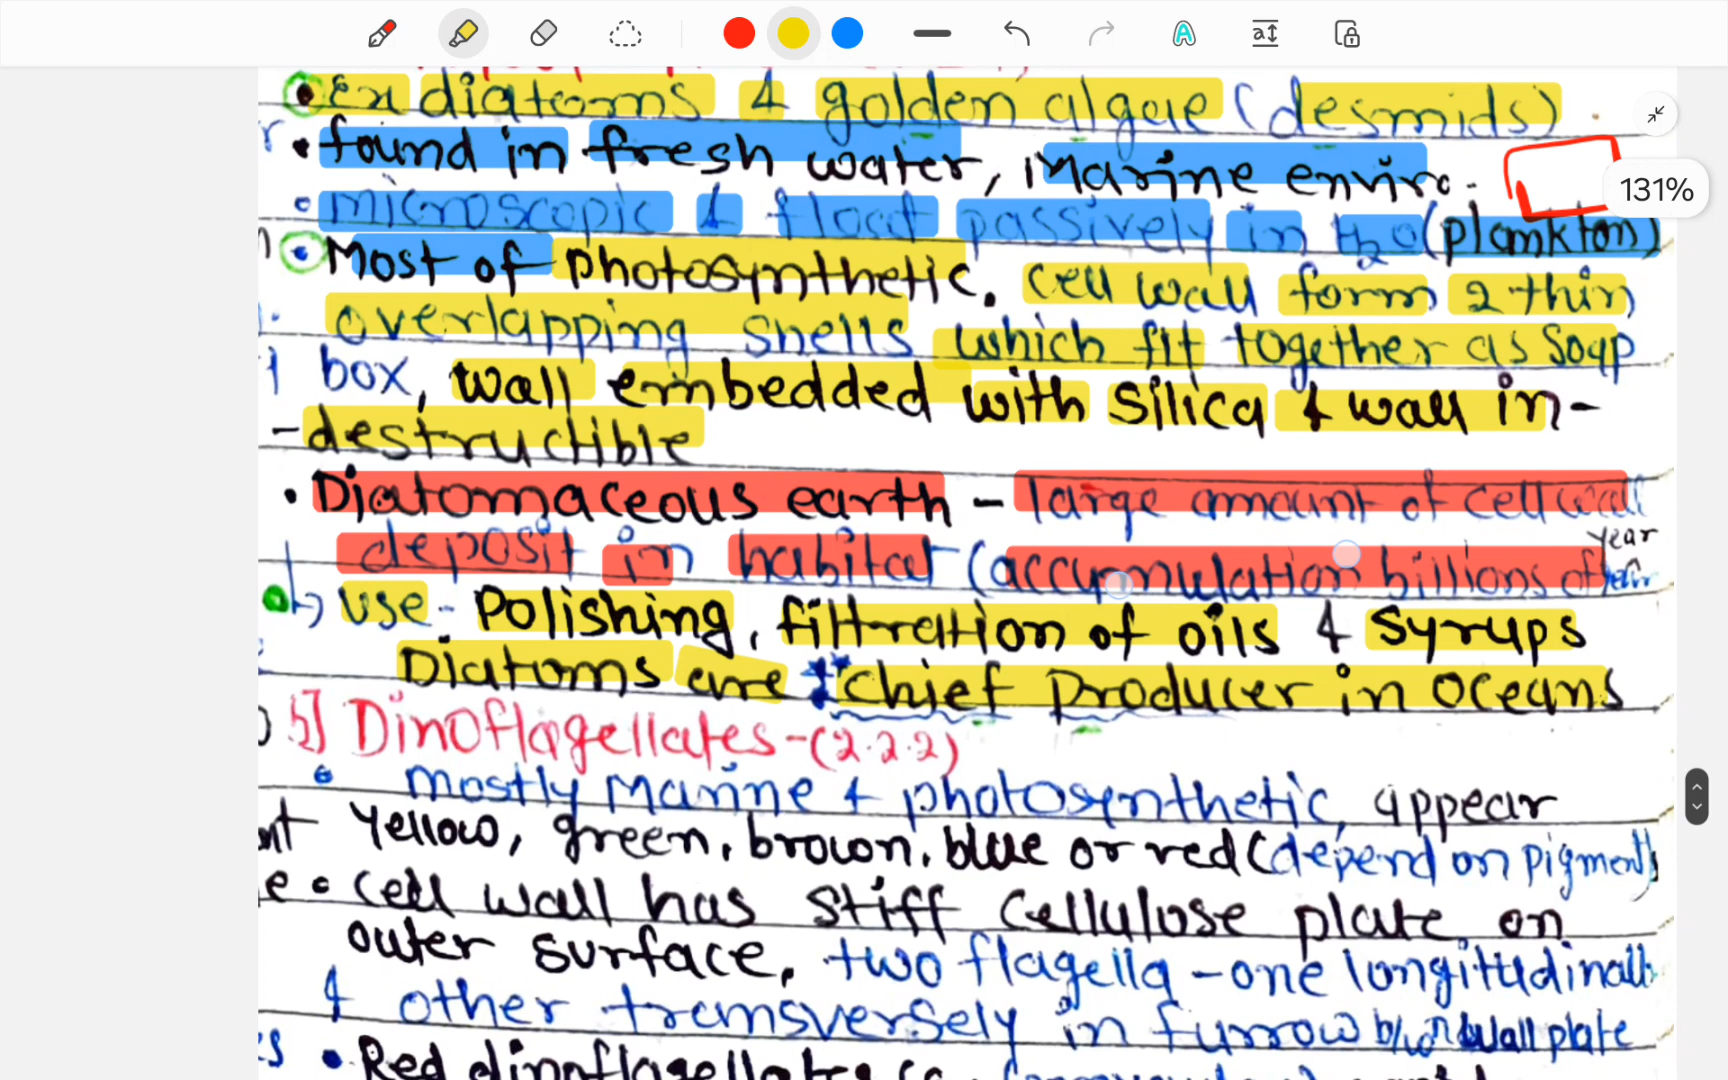 • Ex diatoms & golden algae (desmids).
• found in fresh water, Marine enviro.
131%
• microscopic & float passively in H2O (plankton)
• Most of photosynthetic. Cell wall form 2 thin
overlapping shells which fit together as Soap
box, wall embedded with Silica & wall in-
-destructible
• Diatomaceous earth - large amount of cell wall
deposit in habitat (accumulation billions of year
↳ Use - Polishing, filtration of oils & Syrups
Diatoms are *"Chief Producer in Oceans
b] Dinoflagellates - (2.2.2)
• mostly Marine & photosynthetic, appear
Yellow, green, brown, blue or red (depend on pigment)
• cell wall has stiff cellulose plate on
outer surface, two flagella - one longitudinall
& other transversely in furrow b/w wall plate
• Red dinoflagellates